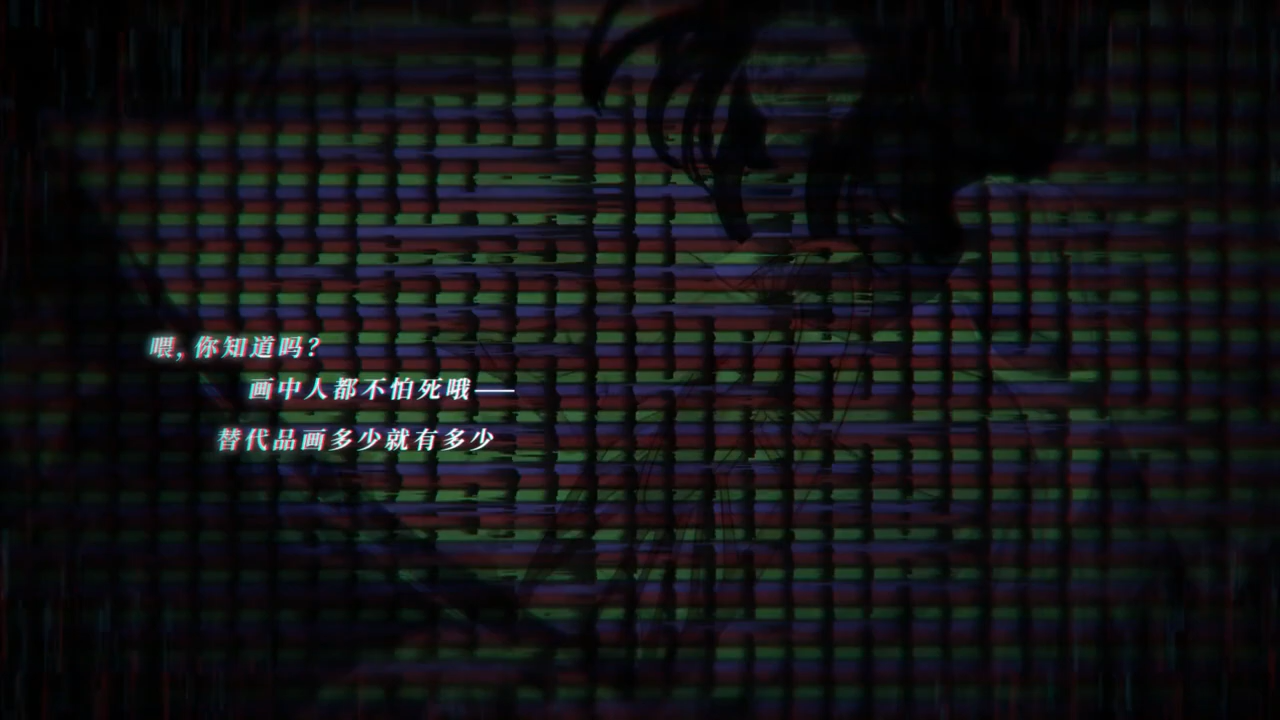 喂，你知道吗？
画中人都不怕死哦——
替代品画多少就有多少